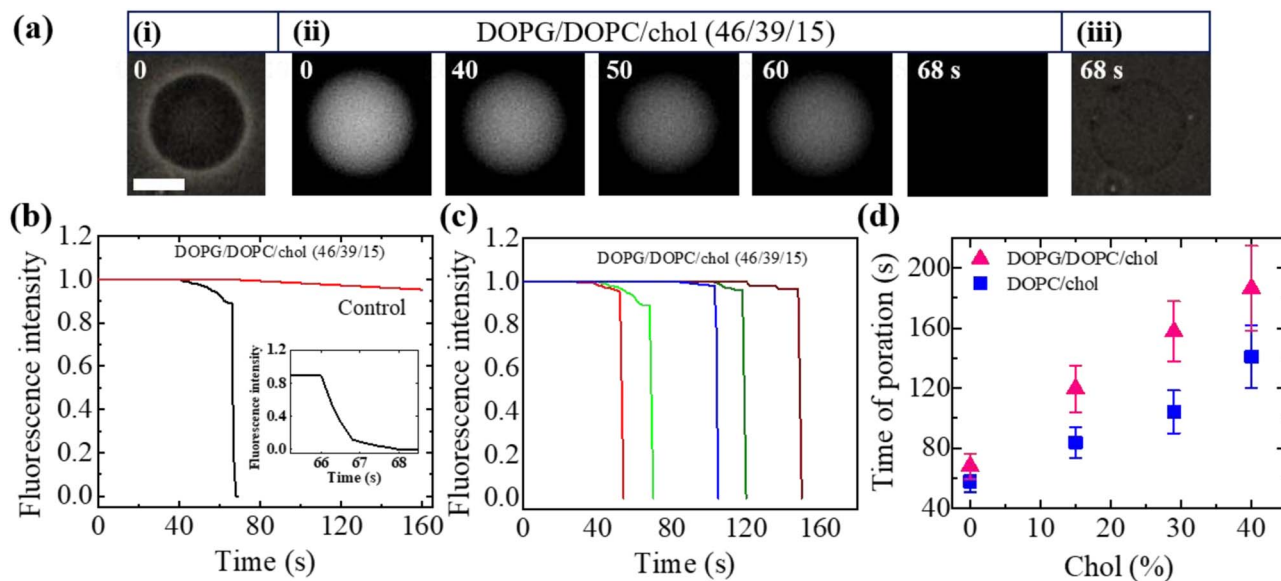 (a)
(i)
(ii)
DOPG/DOPC/chol (46/39/15)
(iii)
0
0
40
50
60
68 s
68 s
(b)
DOPG/DOPC/chol (46/39/15)
Control
Fluorescence intensity
1.2
1.0
0.8
0.6
0.4
0.2
0.0
0
40
80
120
160
Time (s)
Fluorescence intensity
1.2
0.8
0.4
0.0
66
67
68
Time (s)
(c)
DOPG/DOPC/chol (46/39/15)
Fluorescence intensity
1.2
1.0
0.8
0.6
0.4
0.2
0.0
0
40
80
120
160
Time (s)
(d)
DOPG/DOPC/chol
DOPC/chol
Time of poration (s)
200
160
120
80
40
0
10
20
30
40
Chol (%)